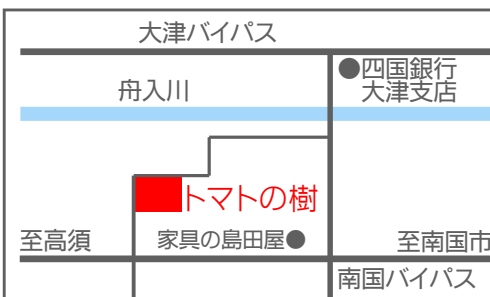 大津バイパス
●四国銀行
大津支店
舟入川
トマトの樹
至高須
家具の島田屋●
至南国市
南国バイパス